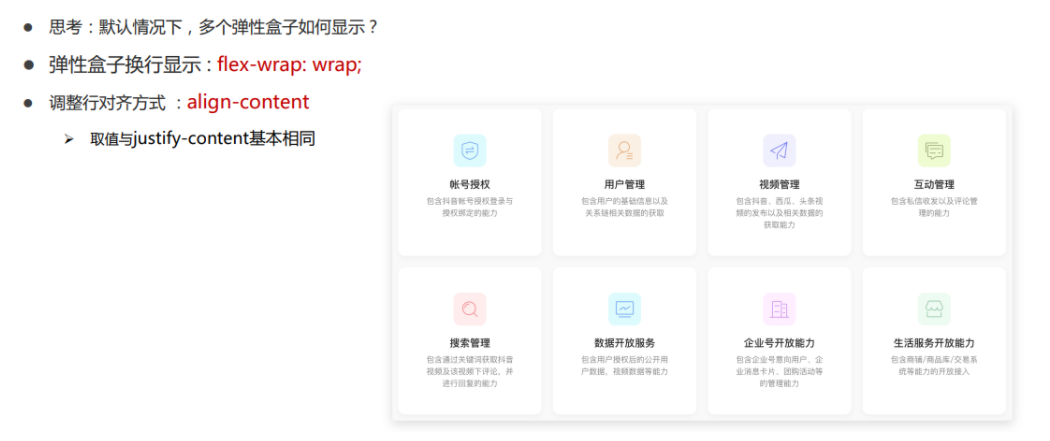 思考：默认情况下，多个弹性盒子如何显示？
弹性盒子换行显示 : flex-wrap: wrap;
调整行对齐方式 ：align-content
取值与justify-content基本相同
帐号授权
包含抖音帐号授权登录与
授权绑定的能力
用户管理
包含用户的基础信息以及
关系链相关数据的获取
视频管理
包含抖音、西瓜、头条视
频的发布以及相关数据的
获取能力
互动管理
包含私信收发以及评论管
理的能力
搜索管理
包含通过关键词获取抖音
视频及该视频下评论，并
进行回复的能力
数据开放服务
包含用户授权后的公开用
户数据、视频数据等能力
企业号开放能力
包含企业号意向用户、企
业消息卡片、团购活动等
的管理能力
生活服务开放能力
包含商铺/商品库/交易系
统等能力的开放接入